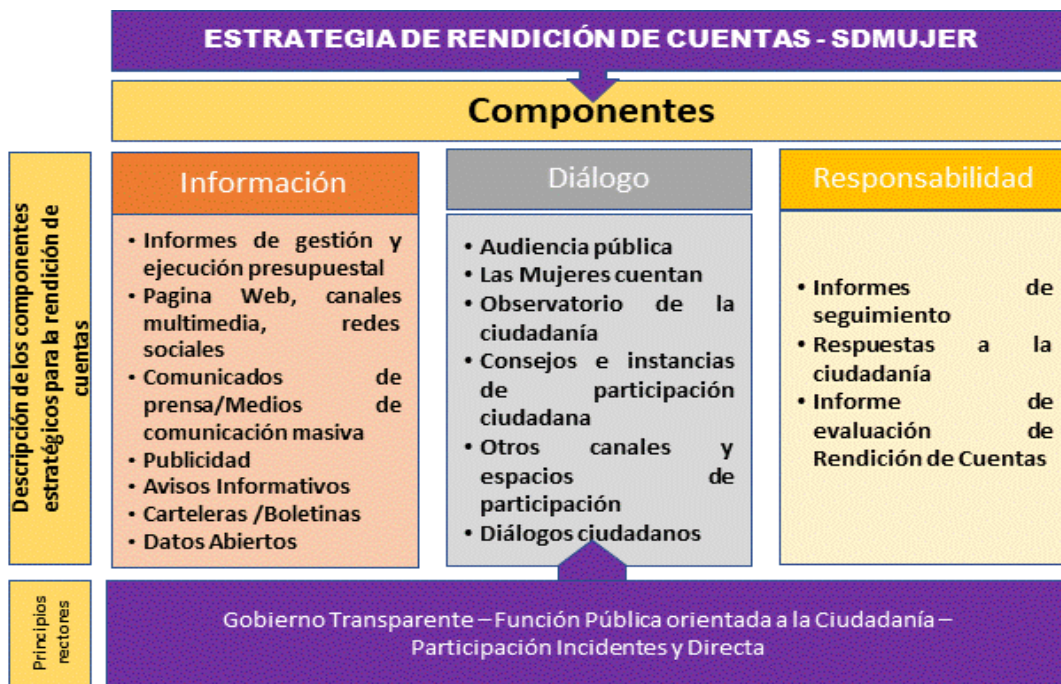 ESTRATEGIA DE RENDICIÓN DE CUENTAS - SDMUJER
Componentes
Descripción de los componentes
estratégicos para la rendición de
cuentas
Información
• Informes de gestión y
ejecución presupuestal
• Pagina Web, canales
multimedia, redes
sociales
• Comunicados de
prensa/Medios de
comunicación masiva
• Publicidad
• Avisos Informativos
• Carteleras /Boletinas
• Datos Abiertos
Diálogo
• Audiencia pública
• Las Mujeres cuentan
• Observatorio de la
ciudadanía
• Consejos e instancias
de participación
ciudadana
• Otros canales y
espacios de
participación
• Diálogos ciudadanos
Responsabilidad
• Informes de
seguimiento
• Respuestas a la
ciudadanía
• Informe de
evaluación de
Rendición de Cuentas
Principios
rectores
Gobierno Transparente – Función Pública orientada a la Ciudadanía –
Participación Incidentes y Directa